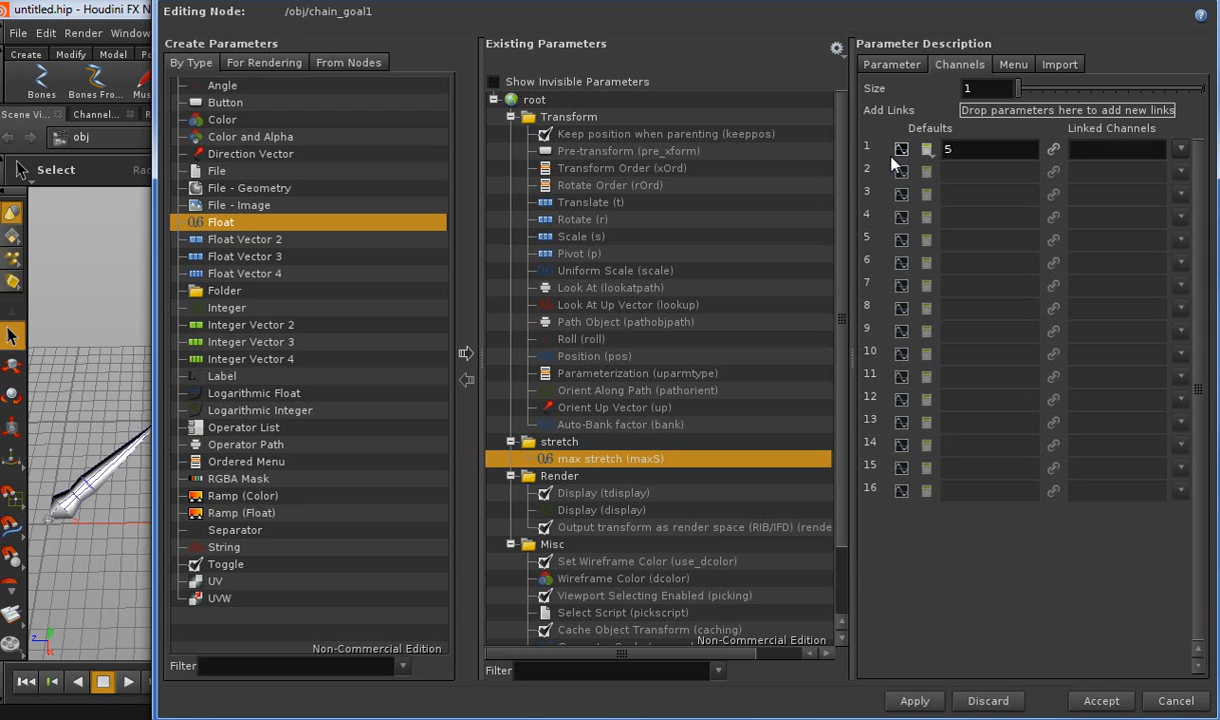 untitled.hip - Houdini FX N
File Edit Render Window
Create Modify Model Po
Bones Bones Fro... Mus
Scene Vi... Channel...
obj
Select Rac
Editing Node: /obj/chain_goal1
Create Parameters
By Type For Rendering From Nodes
Angle
Button
Color
Color and Alpha
Direction Vector
File
File - Geometry
File - Image
Float
Float Vector 2
Float Vector 3
Float Vector 4
Folder
Integer
Integer Vector 2
Integer Vector 3
Integer Vector 4
Label
Logarithmic Float
Logarithmic Integer
Operator List
Operator Path
Ordered Menu
RGBA Mask
Ramp (Color)
Ramp (Float)
Separator
String
Toggle
UV
UVW
Non-Commercial Edition
Filter
Existing Parameters
Show Invisible Parameters
root
Transform
Keep position when parenting (keeppos)
Pre-transform (pre_xform)
Transform Order (xOrd)
Rotate Order (rOrd)
Translate (t)
Rotate (r)
Scale (s)
Pivot (p)
Uniform Scale (scale)
Look At (lookatpath)
Look At Up Vector (lookup)
Path Object (pathobjpath)
Roll (roll)
Position (pos)
Parameterization (uparmtype)
Orient Along Path (pathorient)
Orient Up Vector (up)
Auto-Bank factor (bank)
stretch
max stretch (maxS)
Render
Display (tdisplay)
Display (display)
Output transform as render space (RIB/IFD) (rende
Misc
Set Wireframe Color (use_dcolor)
Wireframe Color (dcolor)
Viewport Selecting Enabled (picking)
Select Script (pickscript)
Cache Object Transform (caching)
Non-Commercial Edition
Filter
Parameter Description
Parameter Channels Menu Import
Size 1
Add Links Drop parameters here to add new links
Defaults Linked Channels
1 5
2
3
4
5
6
7
8
9
10
11
12
13
14
15
16
Apply Discard Accept Cancel